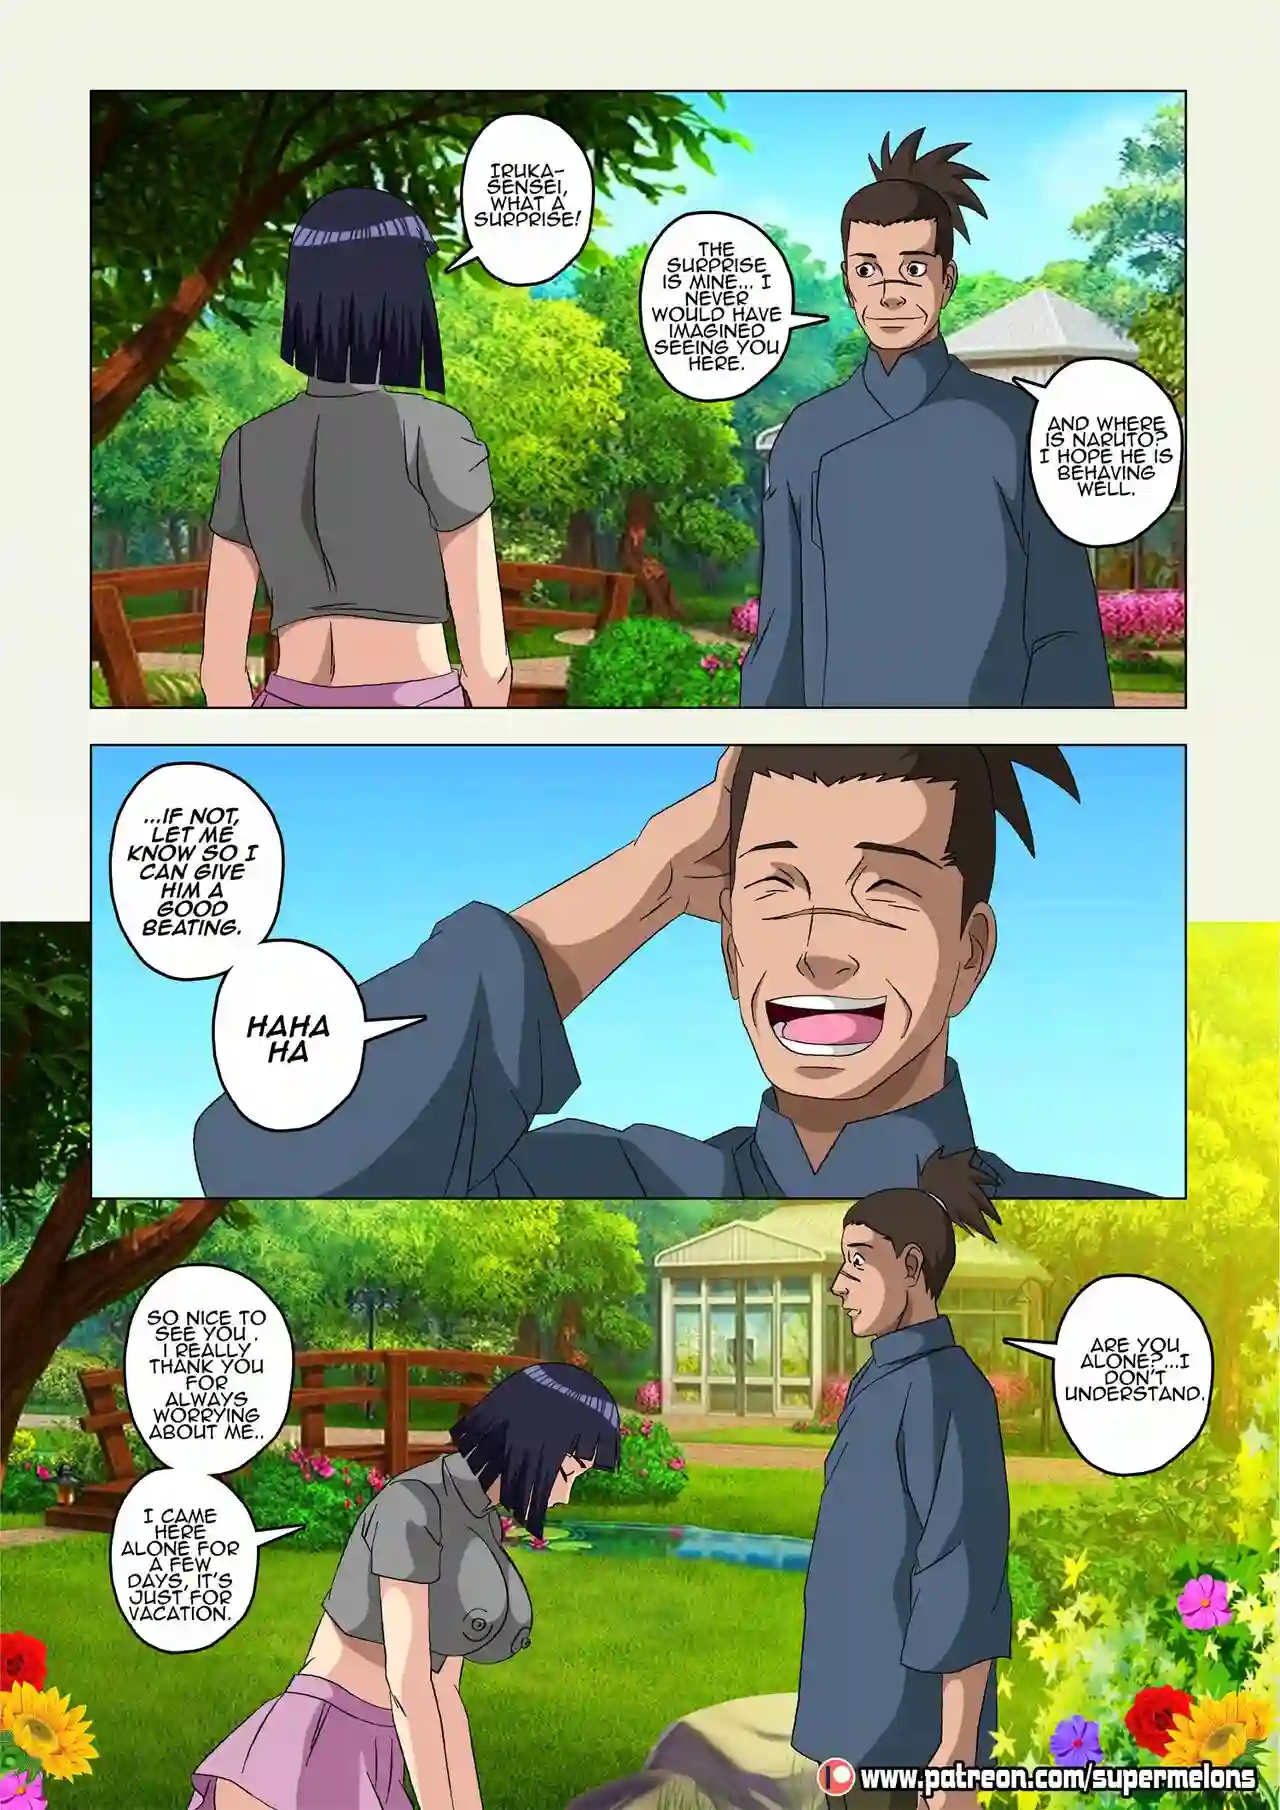 IRUKA-
SENSEI,
WHAT A
SURPRISE!
THE
SURPRISE
IS MINE... I
NEVER
WOULD HAVE
IMAGINED
SEEING YOU
HERE.
AND WHERE
IS NARUTO?
I HOPE HE IS
BEHAVING
WELL.
...IF NOT,
LET ME
KNOW SO I
CAN GIVE
HIM A
GOOD
BEATING.
HAHA
HA
SO NICE TO
SEE YOU .
I REALLY
THANK YOU
FOR
ALWAYS
WORRYING
ABOUT ME..
I CAME
HERE
ALONE FOR
A FEW
DAYS, IT'S
JUST FOR
VACATION.
ARE YOU
ALONE?...I
DON'T
UNDERSTAND.
www.patreon.com/supermelons